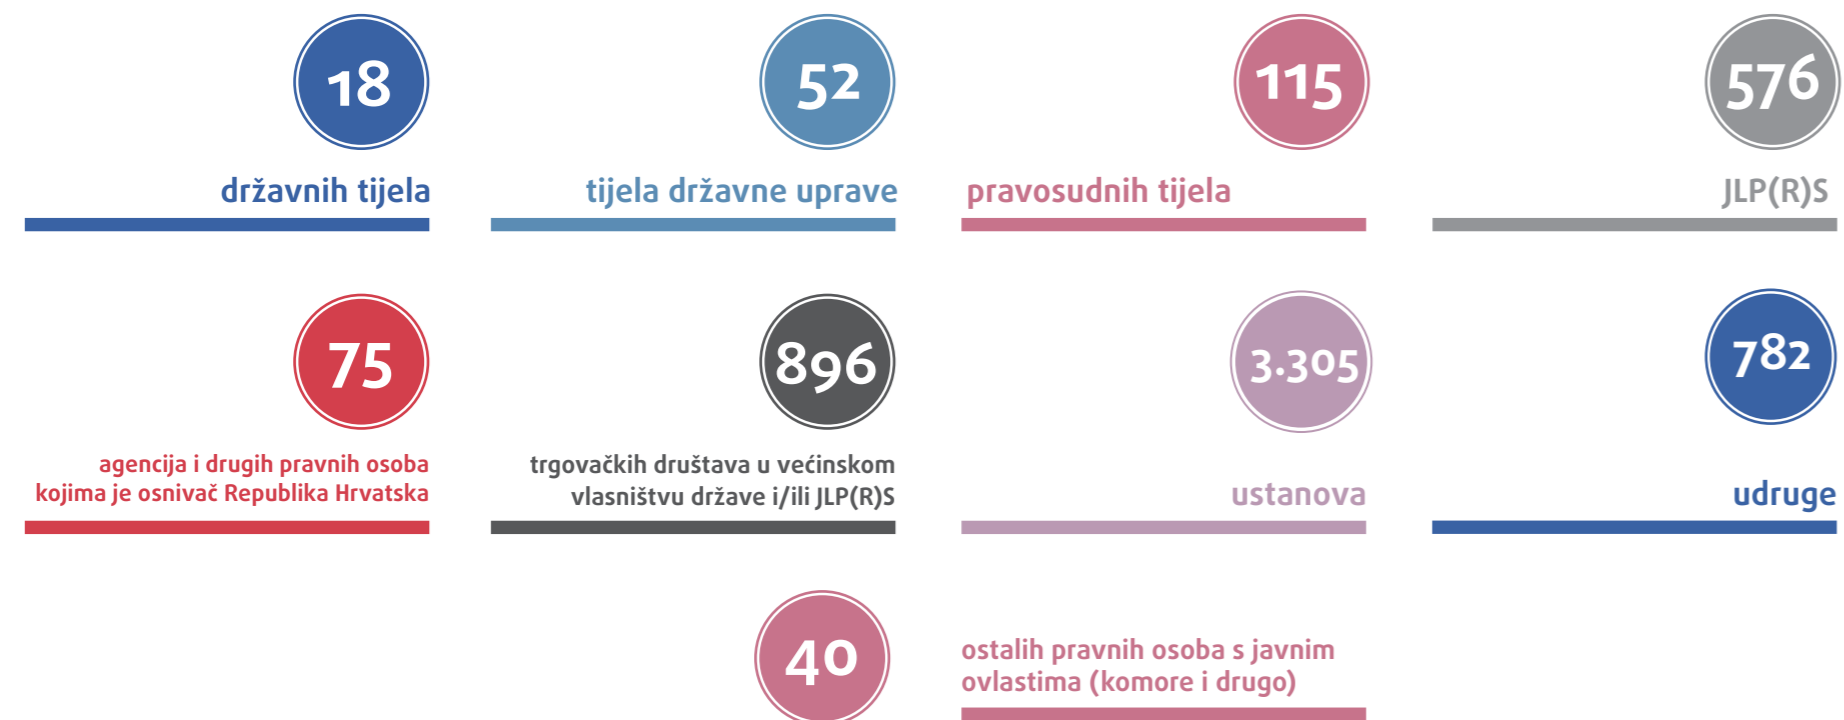 18
državnih tijela
52
tijela državne uprave
115
pravosudnih tijela
576
JLP(R)S
75
agencija i drugih pravnih osoba
kojima je osnivač Republika Hrvatska
896
trgovačkih društava u većinskom
vlasništvu države i/ili JLP(R)S
3.305
ustanova
782
udruge
40
ostalih pravnih osoba s javnim
ovlastima (komore i drugo)